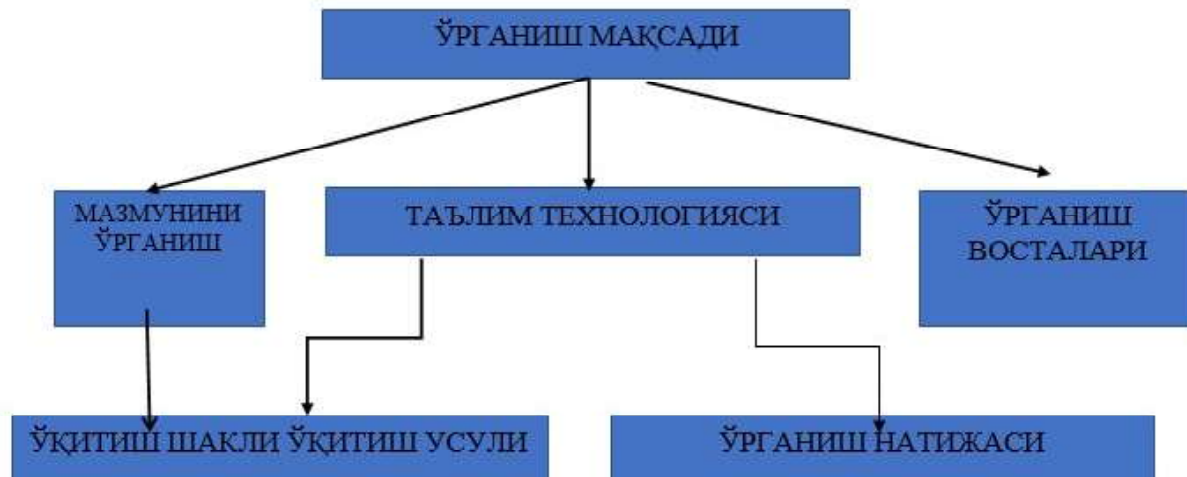 ЎРГАНИШ МАҚСАДИ
МАЗМУНИНИ
ЎРГАНИШ
ТАЪЛИМ ТЕХНОЛОГИЯСИ
ЎРГАНИШ
ВОСТАЛАРИ
ЎҚИТИШ ШАКЛИ ЎҚИТИШ УСУЛИ
ЎРГАНИШ НАТИЖАСИ